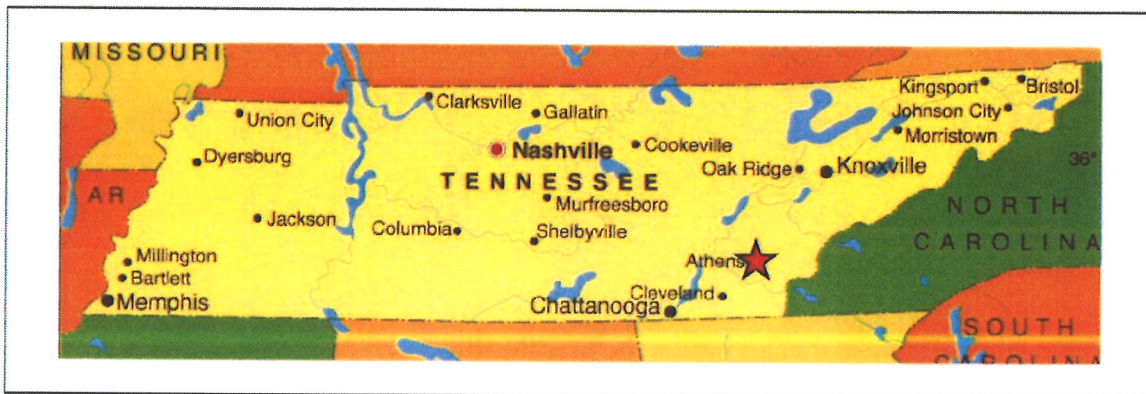 MISSOURI
Kingsport
Bristol
Clarksville
Union City
Gallatin
Johnson City
Morristown
Nashville
Cookeville
Dyersburg
36°
Oak Ridge
Knoxville
TENNESSEE
AR
Murfreesboro
NORTH
Jackson
Columbia
Shelbyville
CAROLINA
Millington
Athens
Bartlett
Cleveland
Memphis
Chattanooga
SOUTH
CAROLINA